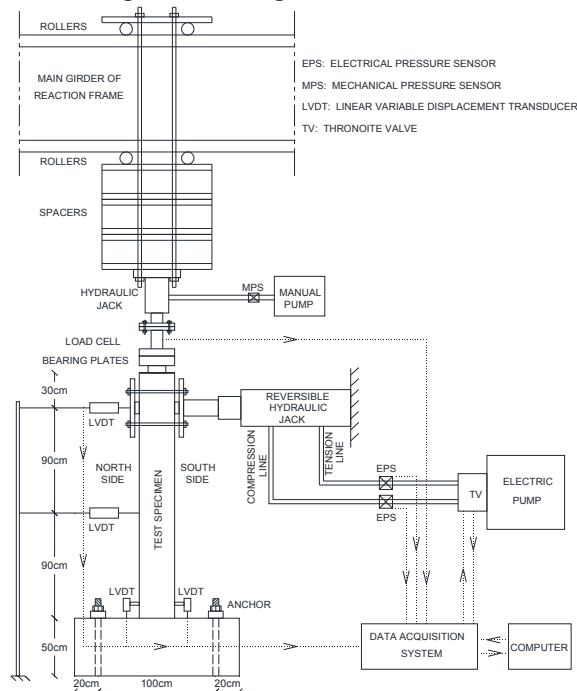 ROLLERS
MAIN GIRDER OF
REACTION FRAME
ROLLERS
EPS: ELECTRICAL PRESSURE SENSOR
MPS: MECHANICAL PRESSURE SENSOR
LVDT: LINEAR VARIABLE DISPLACEMENT TRANSDUCER
TV: THRONOITE VALVE
SPACERS
HYDRAULIC
JACK
MPS
MANUAL
PUMP
LOAD CELL
BEARING PLATES
30cm
LVDT
REVERSIBLE
HYDRAULIC
JACK
90cm
NORTH
SIDE
SOUTH
SIDE
TEST SPECIMEN
COMPRESSION
LINE
TENSION
LINE
EPS
EPS
TV
ELECTRIC
PUMP
LVDT
90cm
LVDT
LVDT
ANCHOR
50cm
DATA ACQUISITION
SYSTEM
COMPUTER
20cm
100cm
20cm